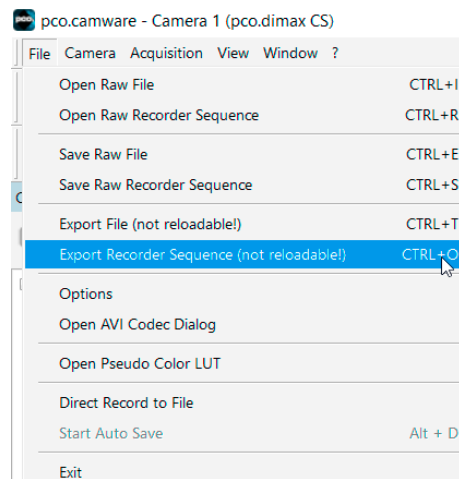 pco. pco.camware - Camera 1 (pco.dimax CS)
File Camera Acquisition View Window ?
Open Raw File CTRL+I
Open Raw Recorder Sequence CTRL+R
Save Raw File CTRL+E
Save Raw Recorder Sequence CTRL+S
Export File (not reloadable!) CTRL+T
Export Recorder Sequence (not reloadable!) CTRL+O
Options
Open AVI Codec Dialog
Open Pseudo Color LUT
Direct Record to File
Start Auto Save Alt + D
Exit